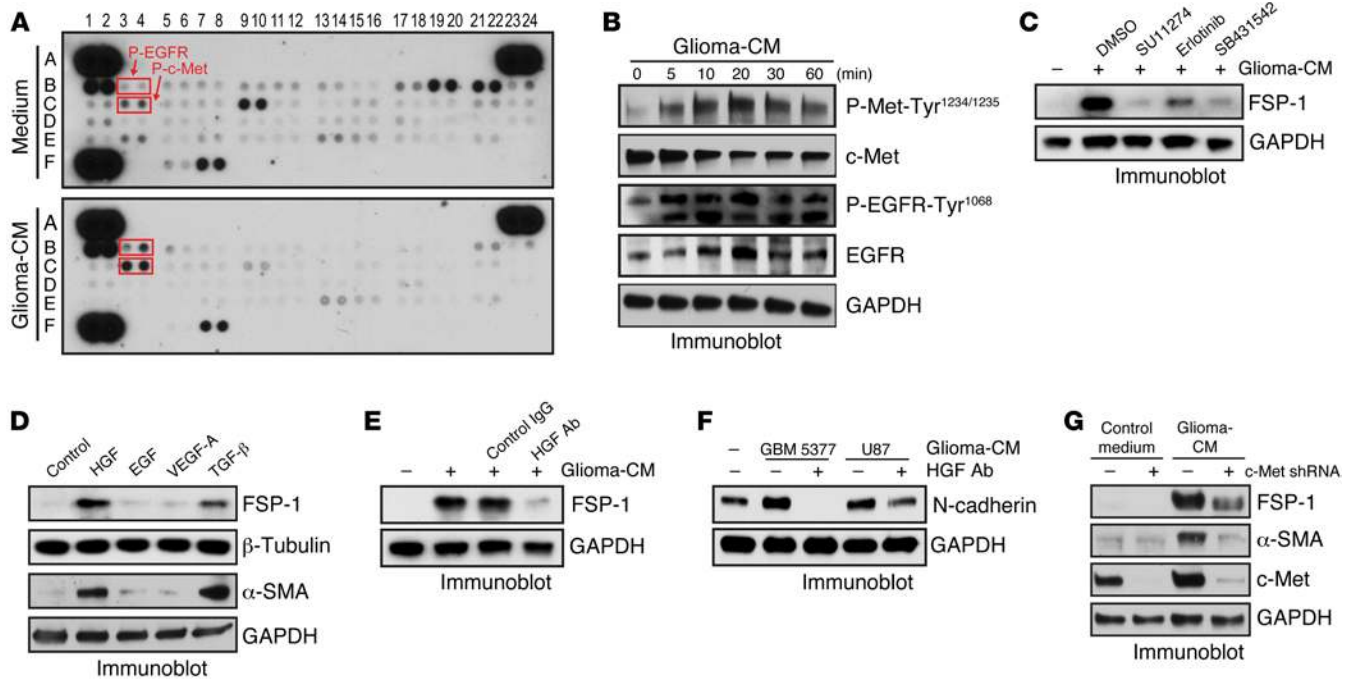 A
1 2 3 4 5 6 7 8 9 10 11 12 13 14 15 16 17 18 19 20 21 22 23 24
Medium
A
B
C
D
E
F
P-EGFR
P-c-Met
Glioma-CM
A
B
C
D
E
F
B
Glioma-CM
0 5 10 20 30 60 (min)
P-Met-Tyr1234/1235
c-Met
P-EGFR-Tyr1068
EGFR
GAPDH
Immunoblot
C
DMSO SU11274 Erlotinib SB431542
– + + + + Glioma-CM
FSP-1
GAPDH
Immunoblot
D
Control HGF EGF VEGF-A TGF-β
FSP-1
β-Tubulin
α-SMA
GAPDH
Immunoblot
E
Control IgG HGF Ab
– + + + Glioma-CM
FSP-1
GAPDH
Immunoblot
F
– GBM 5377 U87 Glioma-CM
– + – + HGF Ab
N-cadherin
GAPDH
Immunoblot
G
Control medium
Glioma-CM
– + – + c-Met shRNA
FSP-1
α-SMA
c-Met
GAPDH
Immunoblot